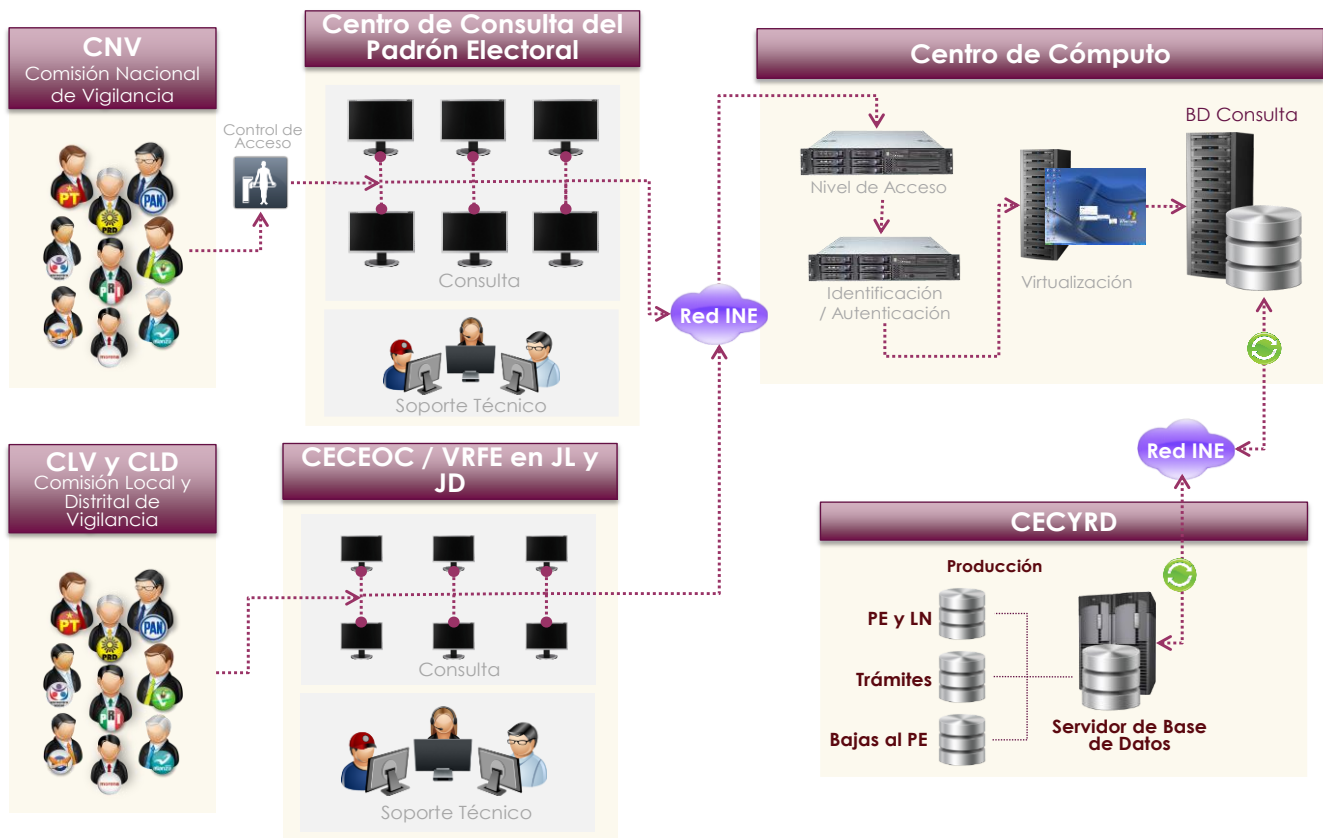 CNV
Comisión Nacional
de Vigilancia
PT
PAN
PRD
PRI
Control de
Acceso
Centro de Consulta del
Padrón Electoral
Consulta
Soporte Técnico
CLV y CLD
Comisión Local y
Distrital de
Vigilancia
PT
PAN
PRD
PRI
CECEOC / VRFE en JL y
JD
Consulta
Soporte Técnico
Red INE
Centro de Cómputo
Nivel de Acceso
Identificación
/ Autenticación
Virtualización
BD Consulta
Red INE
CECYRD
Producción
PE y LN
Trámites
Bajas al PE
Servidor de Base
de Datos